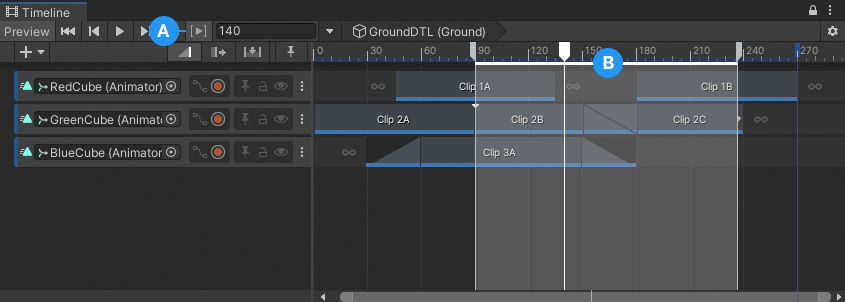 Timeline
Preview A 140 GroundDTL (Ground)
0 30 60 90 120 150 180 210 240 270
B
RedCube (Animator) Clip 1A Clip 1B
GreenCube (Animat Clip 2A Clip 2B Clip 2C
BlueCube (Animator Clip 3A